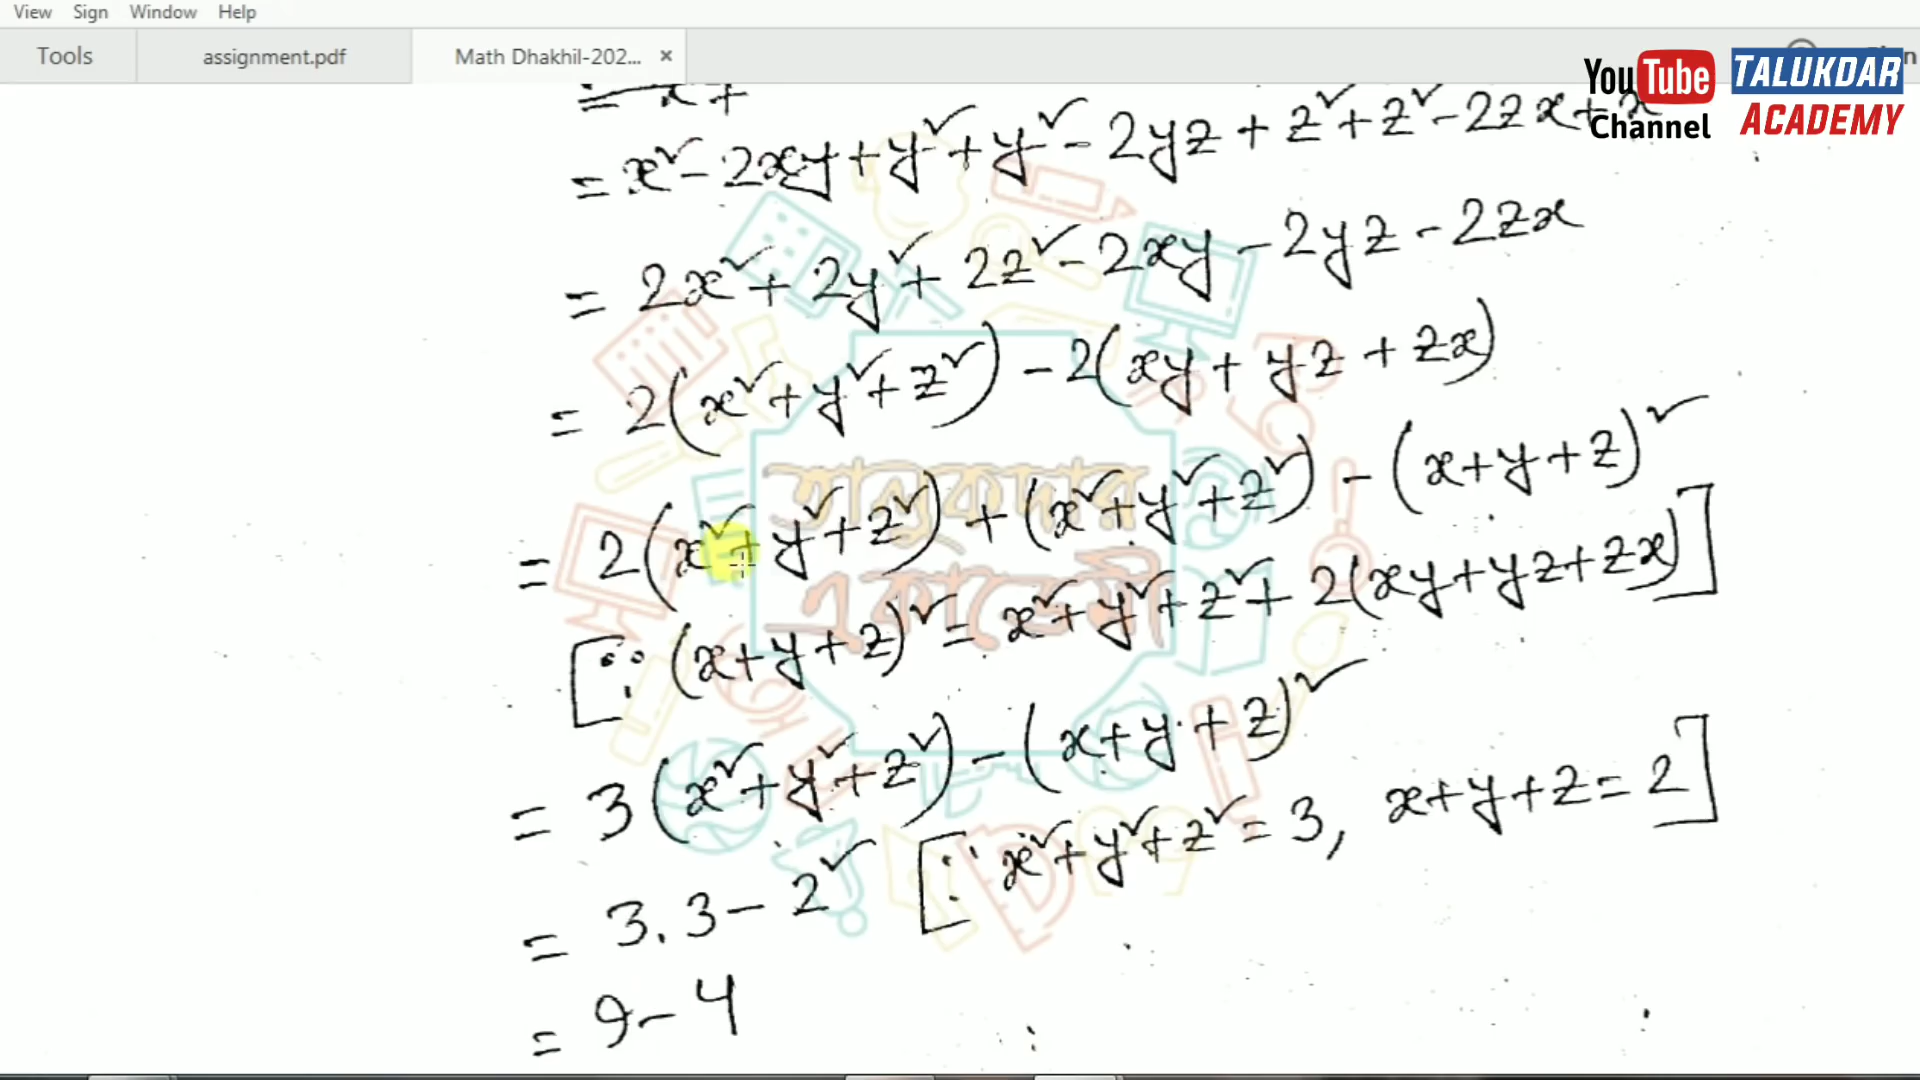 View Sign Window Help
Tools assignment.pdf Math Dhakhil-202... ×
YouTube Channel TALUKDAR ACADEMY
= x² - 2xy + y² + y² - 2yz + z² + z² - 2zx +
= 2x² + 2y² + 2z² - 2xy - 2yz - 2zx
= 2(x² + y² + z²) - 2(xy + yz + zx)
= 2(x² + y² + z²) + (x² + y² + z²) - (x+y+z)²
[∵ (x+y+z)² = x² + y² + z² + 2(xy+yz+zx)]
= 3(x² + y² + z²) - (x+y+z)²
= 3.3 - 2² [∵ x² + y² + z² = 3, x+y+z = 2]
= 9 - 4
তালুকদার
একাডেমী